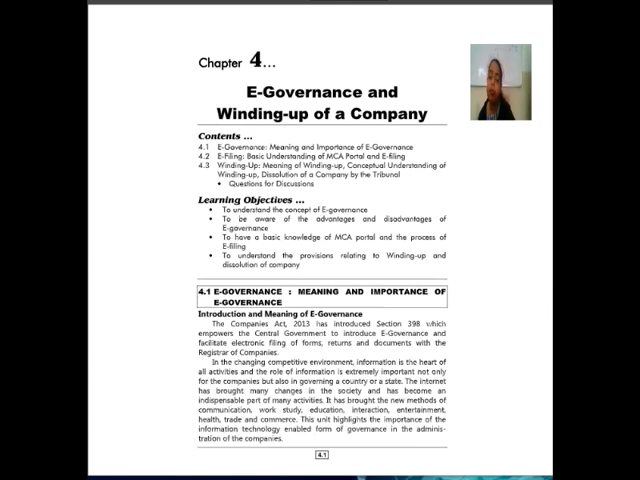 Chapter 4...
E-Governance and
Winding-up of a Company
Contents ...
4.1 E-Governance: Meaning and Importance of E-Governance
4.2 E-Filing: Basic Understanding of MCA Portal and E-filing
4.3 Winding-Up: Meaning of Winding-up, Conceptual Understanding of
Winding-up, Dissolution of a Company by the Tribunal
• Questions for Discussions
Learning Objectives ...
• To understand the concept of E-governance
• To be aware of the advantages and disadvantages of
E-governance
• To have a basic knowledge of MCA portal and the process of
E-filing
• To understand the provisions relating to Winding-up and
dissolution of company
4.1 E-GOVERNANCE : MEANING AND IMPORTANCE OF
E-GOVERNANCE
Introduction and Meaning of E-Governance
The Companies Act, 2013 has introduced Section 398 which
empowers the Central Government to introduce E-Governance and
facilitate electronic filing of forms, returns and documents with the
Registrar of Companies.
In the changing competitive environment, information is the heart of
all activities and the role of information is extremely important not only
for the companies but also in governing a country or a state. The internet
has brought many changes in the society and has become an
indispensable part of many activities. It has brought the new methods of
communication, work study, education, interaction, entertainment,
health, trade and commerce. This unit highlights the importance of the
information technology enabled form of governance in the adminis-
tration of the companies.
4.1